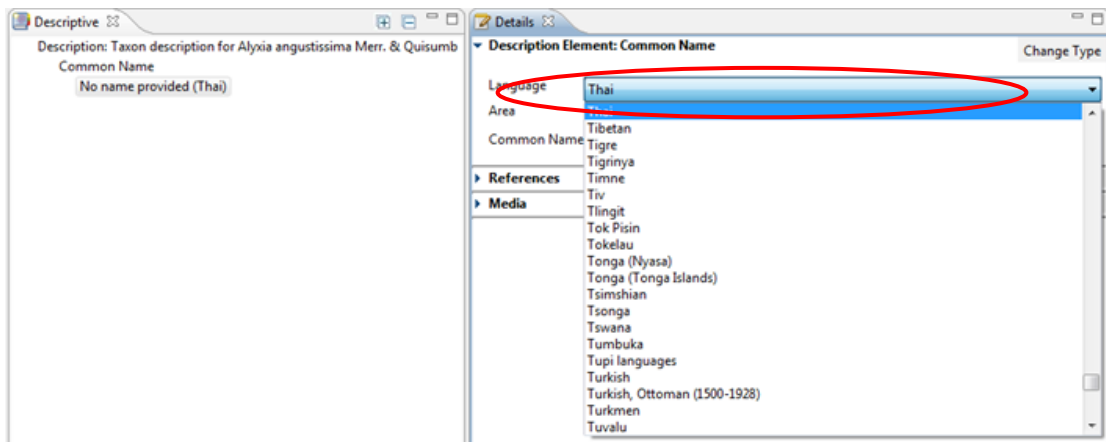 Descriptive
Description: Taxon description for Alyxia angustissima Merr. & Quisumb
Common Name
No name provided (Thai)
Details
Description Element: Common Name
Change Type
Language
Thai
Area
Common Name
References
Media
Thai
Tibetan
Tigre
Tigrinya
Timne
Tiv
Tlingit
Tok Pisin
Tokelau
Tonga (Nyasa)
Tonga (Tonga Islands)
Tsimshian
Tsonga
Tswana
Tumbuka
Tupi languages
Turkish
Turkish, Ottoman (1500-1928)
Turkmen
Tuvalu